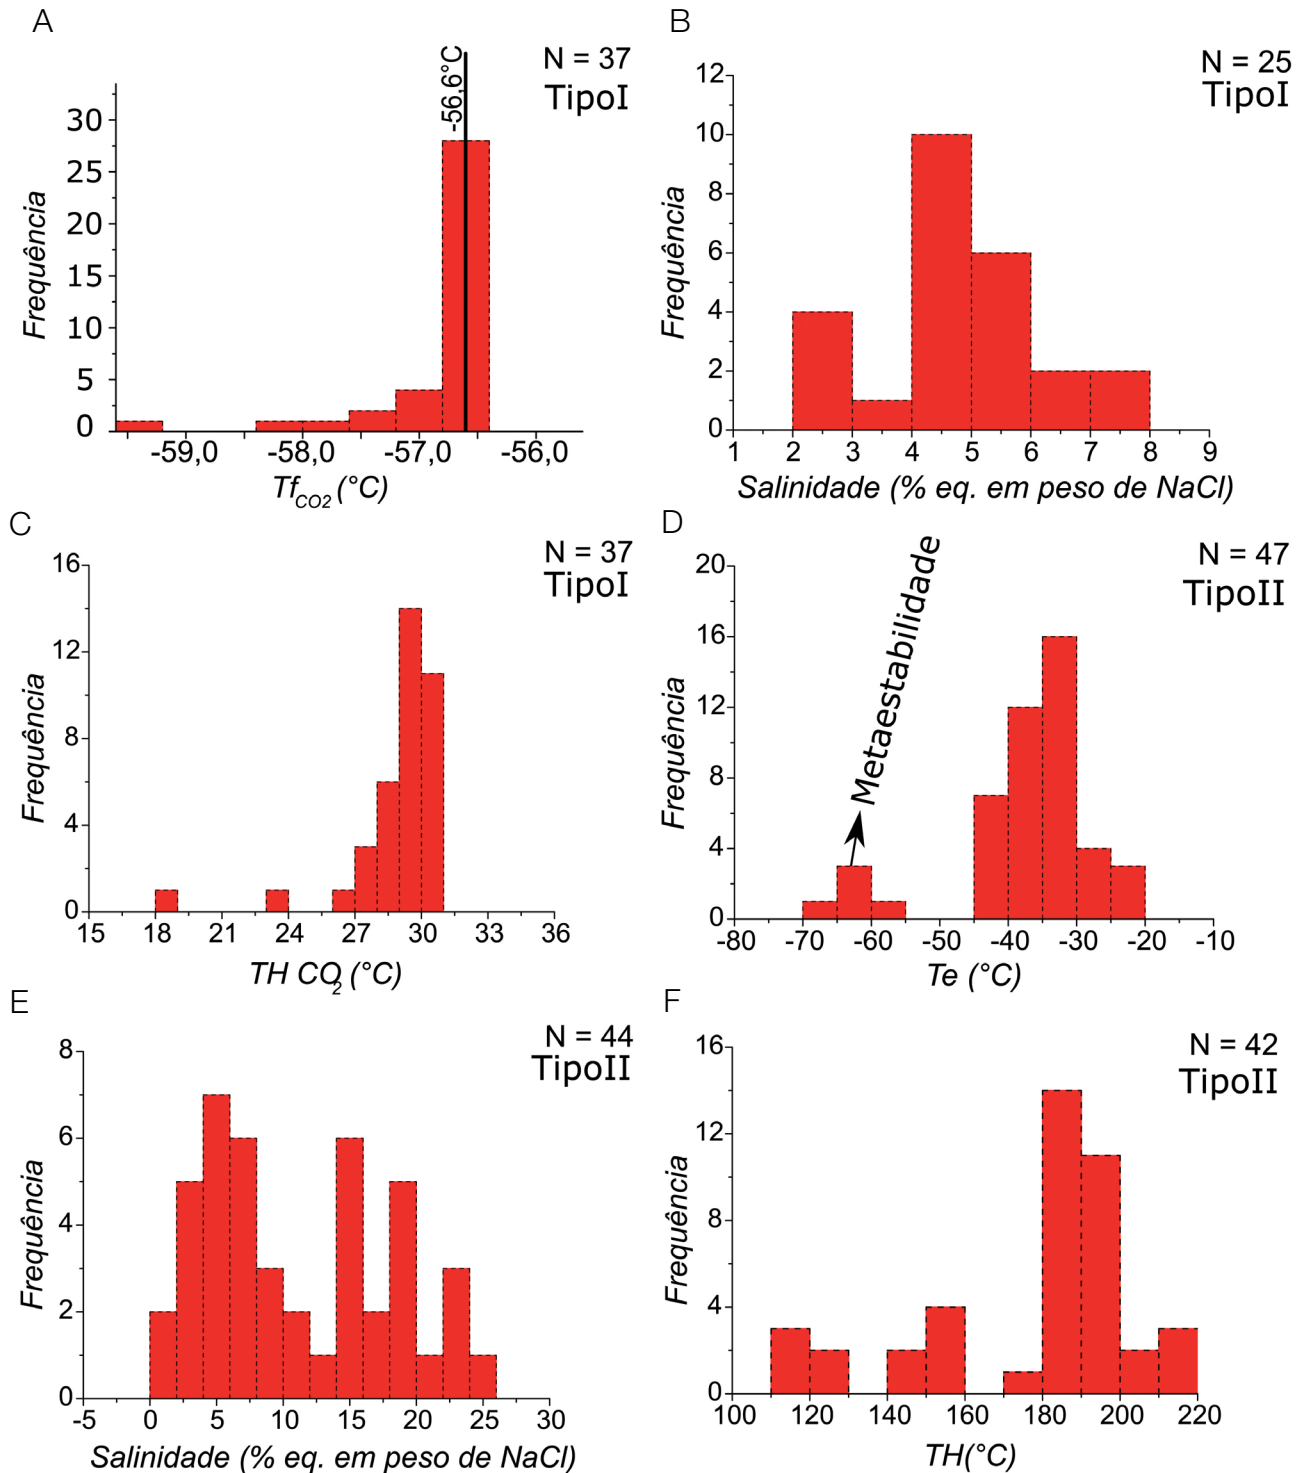 A
-56,6°C
N = 37
TipoI
30
25
20
15
10
5
0
Frequência
-59,0 -58,0 -57,0 -56,0
TfCO2 (°C)
B
N = 25
TipoI
12
10
8
6
4
2
0
Frequência
1 2 3 4 5 6 7 8 9
Salinidade (% eq. em peso de NaCl)
C
N = 37
TipoI
16
12
8
4
0
Frequência
15 18 21 24 27 30 33 36
TH CO2 (°C)
D
Metaestabilidade
N = 47
TipoII
20
16
12
8
4
0
Frequência
-80 -70 -60 -50 -40 -30 -20 -10
Te (°C)
E
N = 44
TipoII
8
6
4
2
0
Frequência
-5 0 5 10 15 20 25 30
Salinidade (% eq. em peso de NaCl)
F
N = 42
TipoII
16
12
8
4
0
Frequência
100 120 140 160 180 200 220
TH(°C)